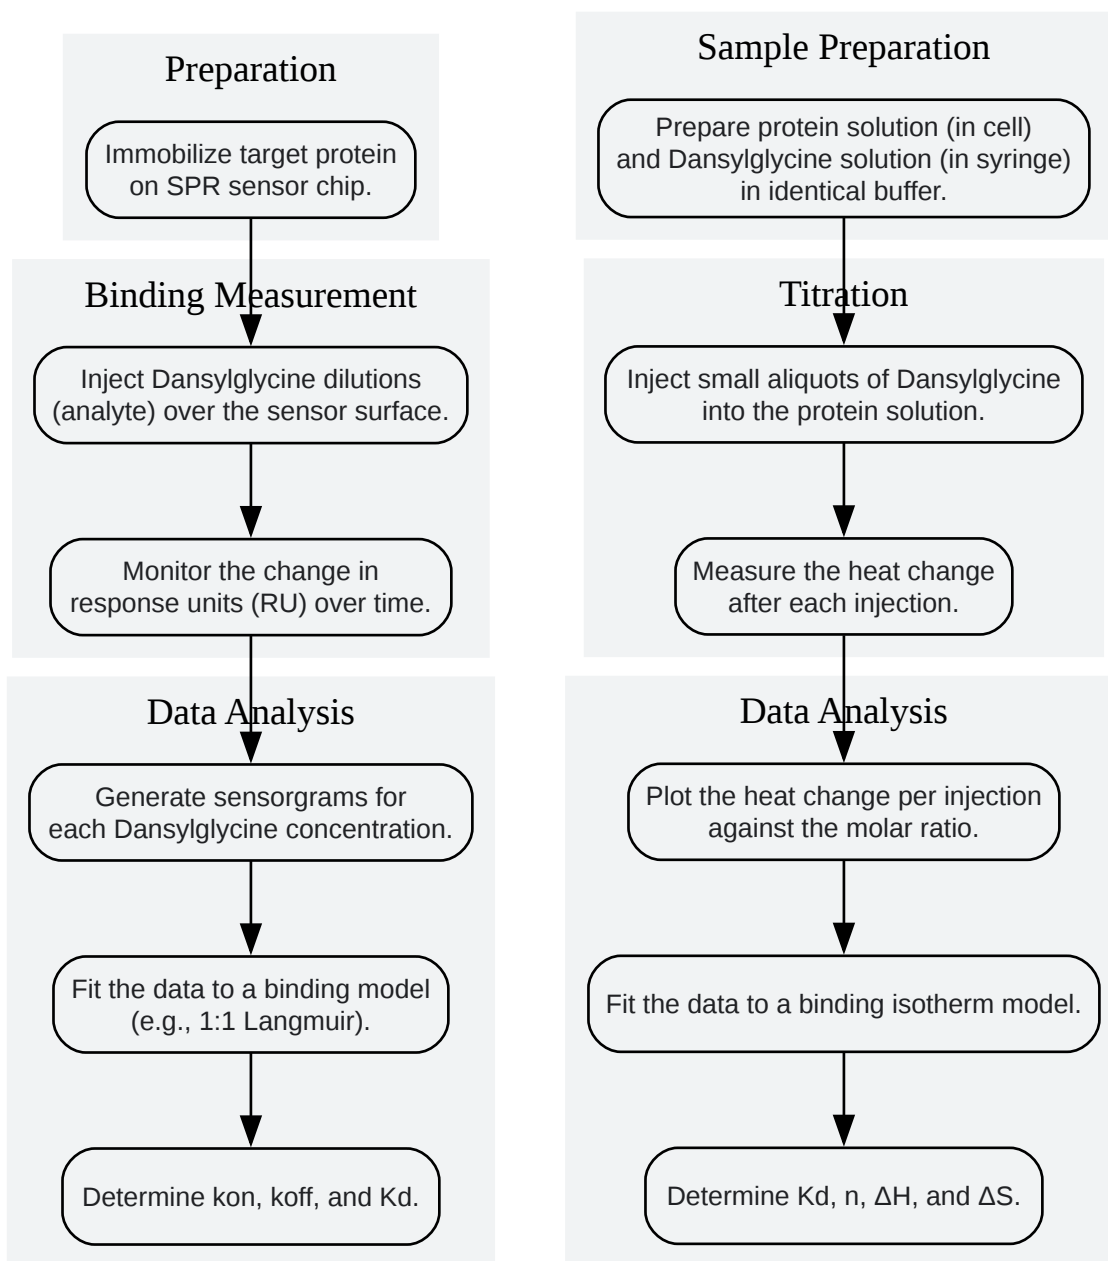 Preparation
Immobilize target protein
on SPR sensor chip.
Binding Measurement
Inject Dansylglycine dilutions
(analyte) over the sensor surface.
Monitor the change in
response units (RU) over time.
Data Analysis
Generate sensorgrams for
each Dansylglycine concentration.
Fit the data to a binding model
(e.g., 1:1 Langmuir).
Determine kon, koff, and Kd.
Sample Preparation
Prepare protein solution (in cell)
and Dansylglycine solution (in syringe)
in identical buffer.
Titration
Inject small aliquots of Dansylglycine
into the protein solution.
Measure the heat change
after each injection.
Data Analysis
Plot the heat change per injection
against the molar ratio.
Fit the data to a binding isotherm model.
Determine Kd, n, ΔH, and ΔS.